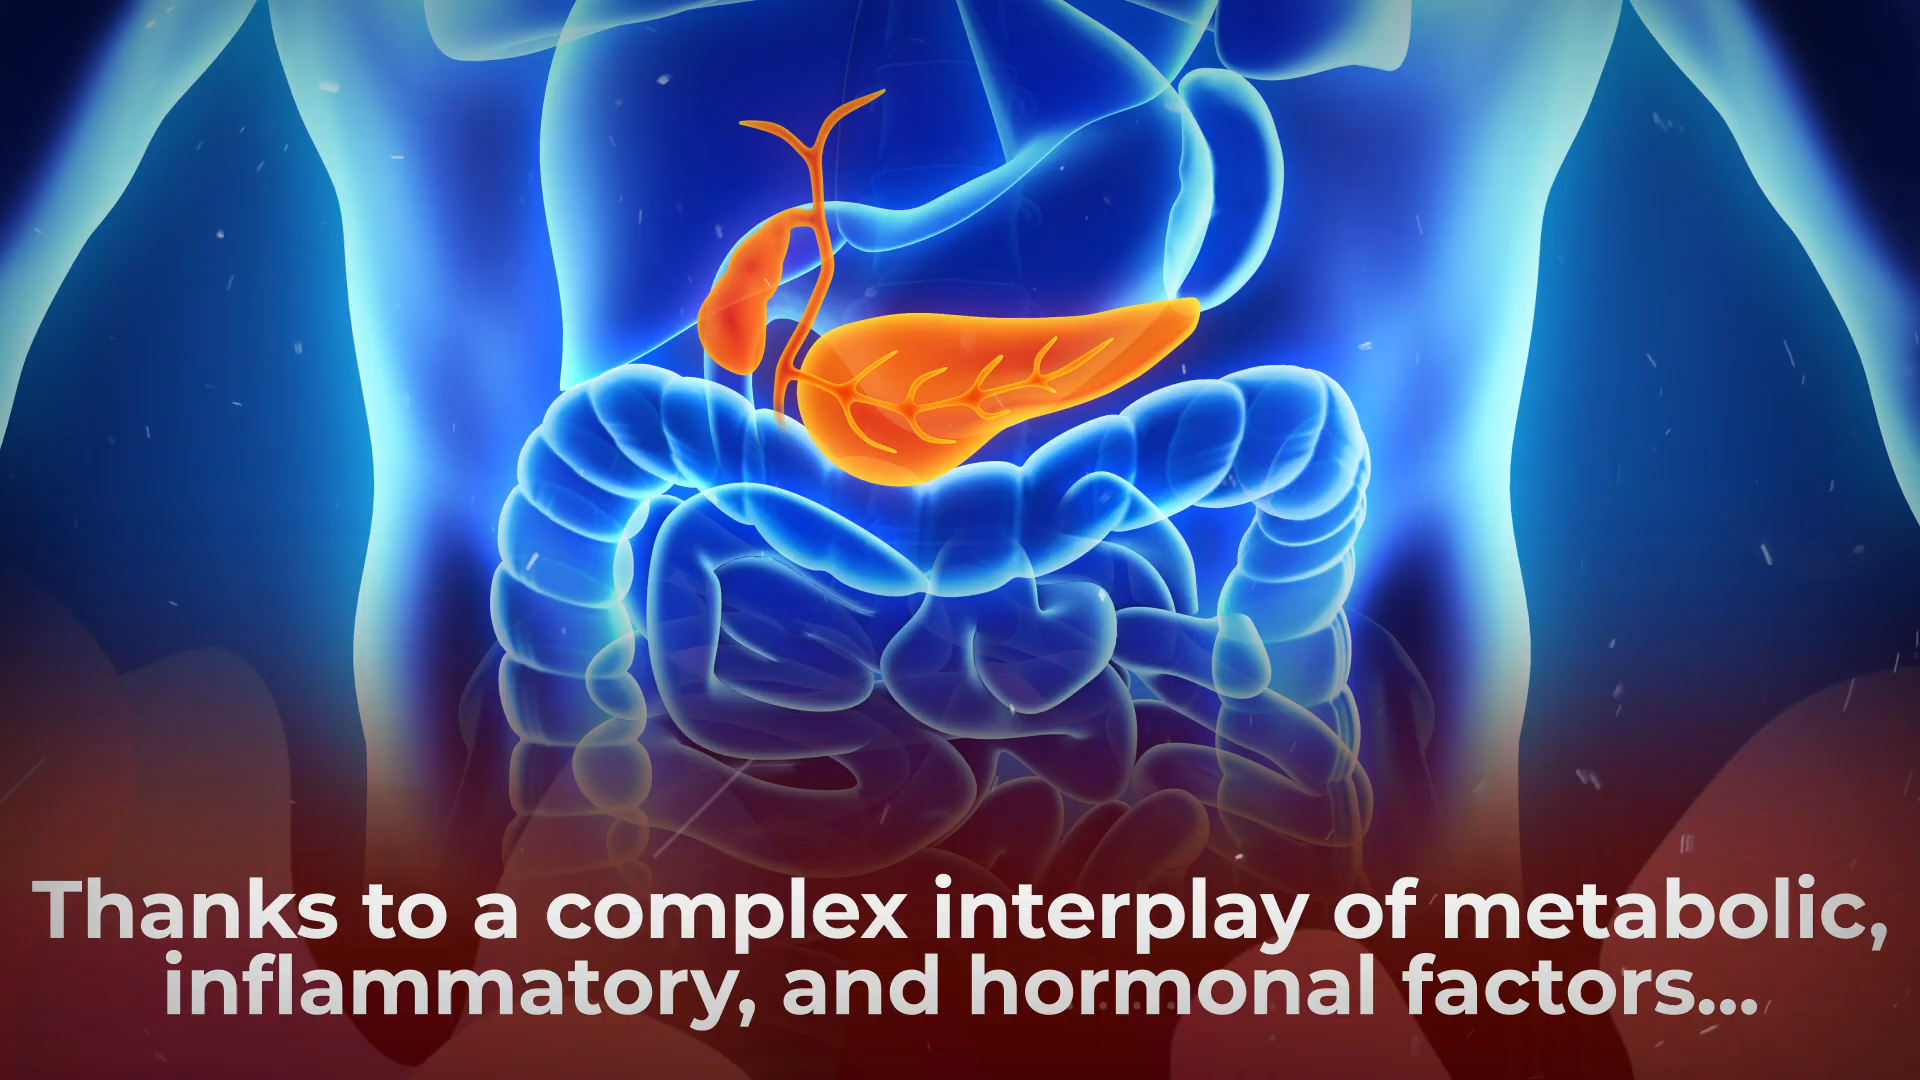 Thanks to a complex interplay of metabolic,
inflammatory, and hormonal factors...